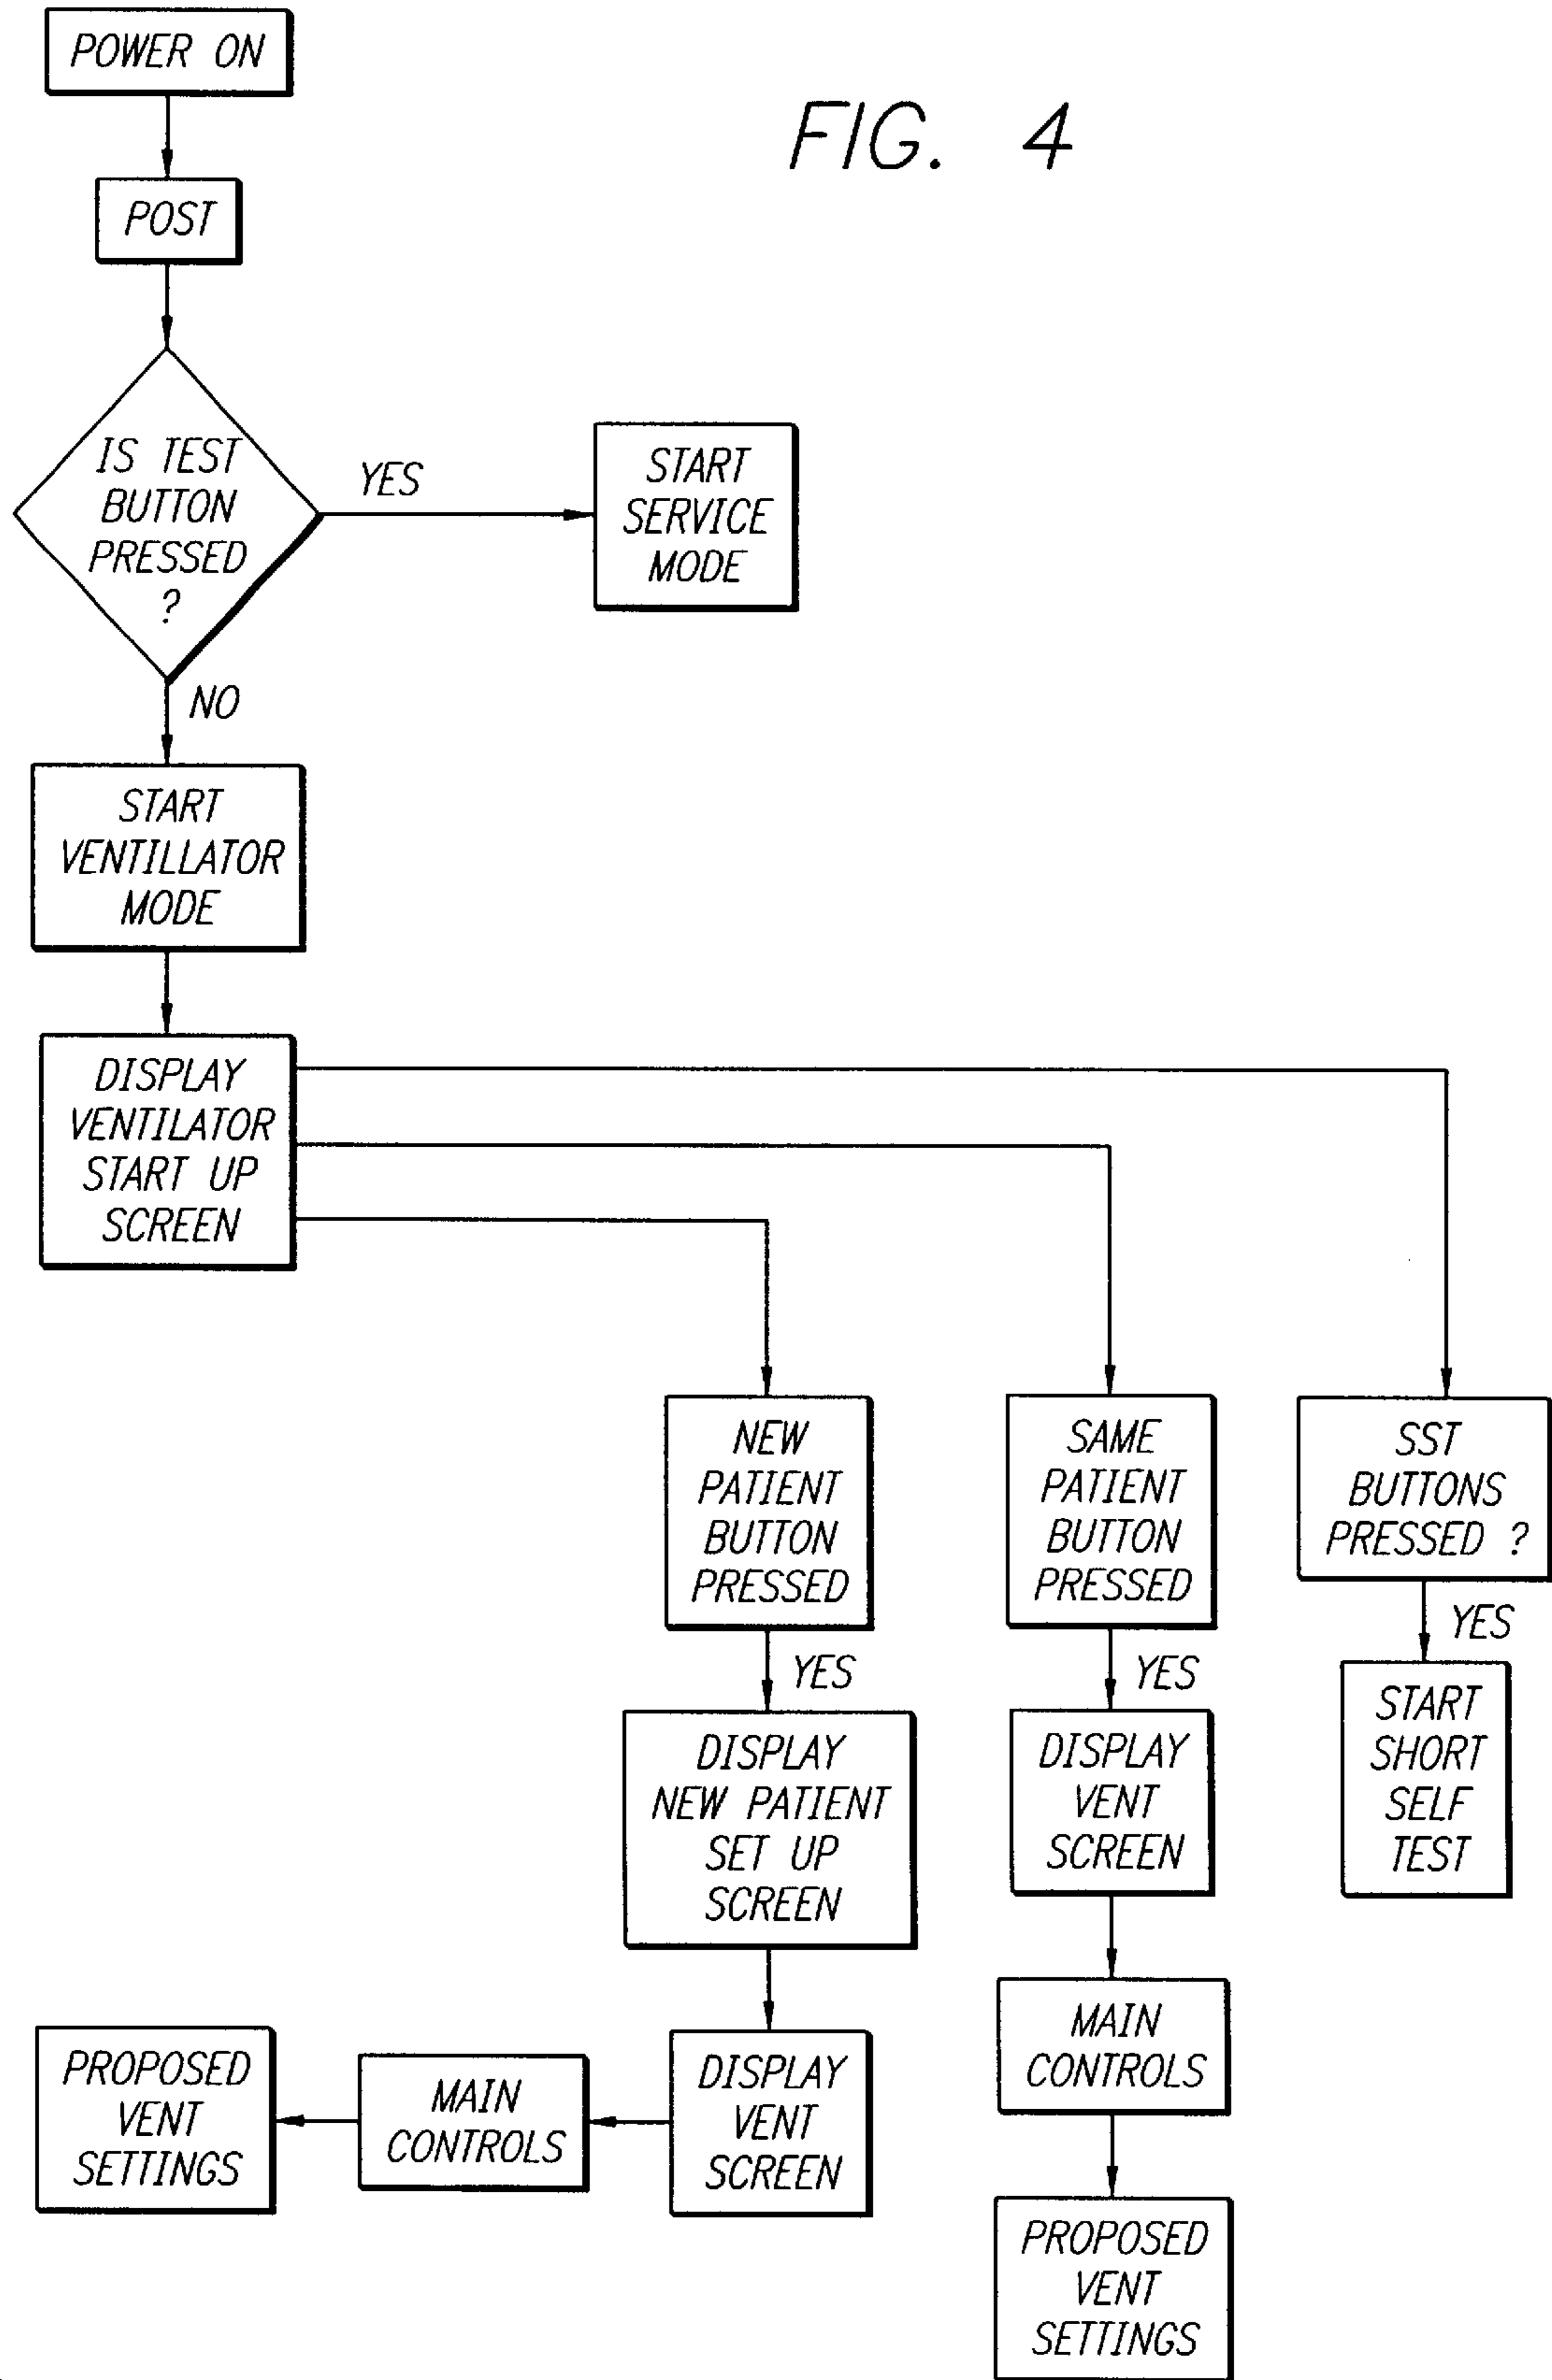 POWER ON
FIG. 4
POST
IS TEST
BUTTON
PRESSED
?
YES
START
SERVICE
MODE
NO
START
VENTILLATOR
MODE
DISPLAY
VENTILATOR
START UP
SCREEN
NEW
PATIENT
BUTTON
PRESSED
YES
DISPLAY
NEW PATIENT
SET UP
SCREEN
DISPLAY
VENT
SCREEN
MAIN
CONTROLS
PROPOSED
VENT
SETTINGS
SAME
PATIENT
BUTTON
PRESSED
YES
DISPLAY
VENT
SCREEN
MAIN
CONTROLS
PROPOSED
VENT
SETTINGS
SST
BUTTONS
PRESSED ?
YES
START
SHORT
SELF
TEST